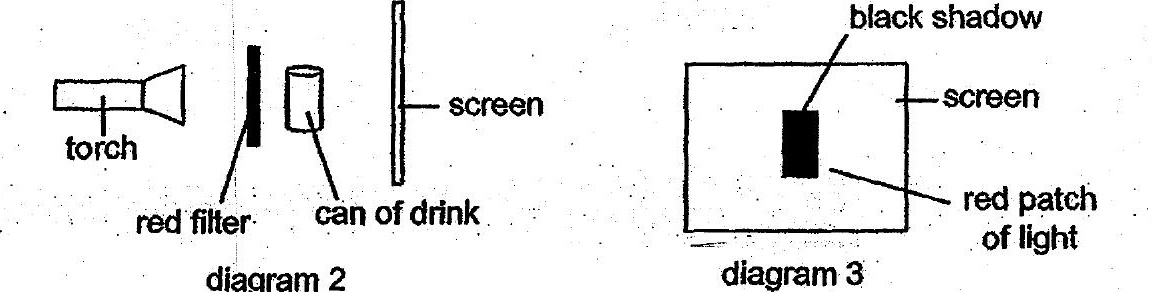 torch
red filter
can of drink
screen
diagram 2
black shadow
screen
red patch
of light
diagram 3